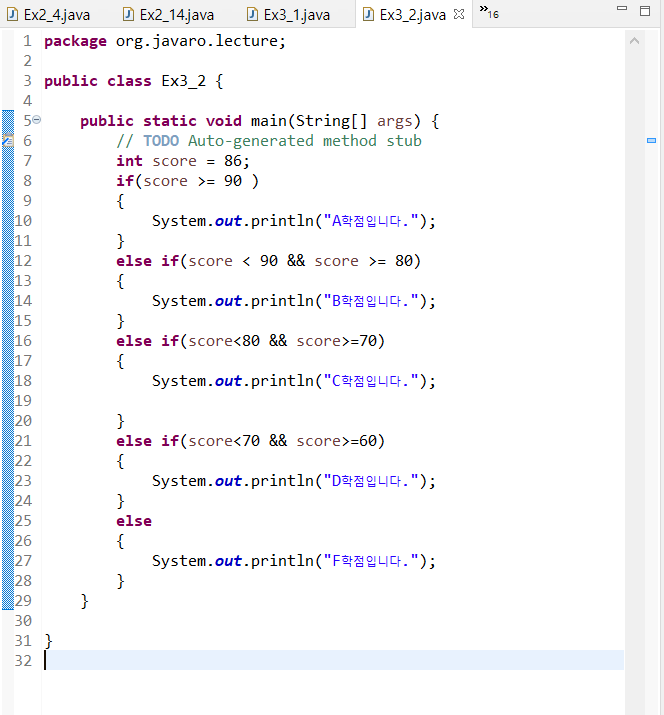 Ex2_4.java Ex2_14.java Ex3_1.java Ex3_2.java »16
1 package org.javaro.lecture;
2
3 public class Ex3_2 {
4
5 public static void main(String[] args) {
6 // TODO Auto-generated method stub
7 int score = 86;
8 if(score >= 90 )
9 {
10 System.out.println("A학점입니다.");
11 }
12 else if(score < 90 && score >= 80)
13 {
14 System.out.println("B학점입니다.");
15 }
16 else if(score<80 && score>=70)
17 {
18 System.out.println("C학점입니다.");
19
20 }
21 else if(score<70 && score>=60)
22 {
23 System.out.println("D학점입니다.");
24 }
25 else
26 {
27 System.out.println("F학점입니다.");
28 }
29 }
30
31 }
32